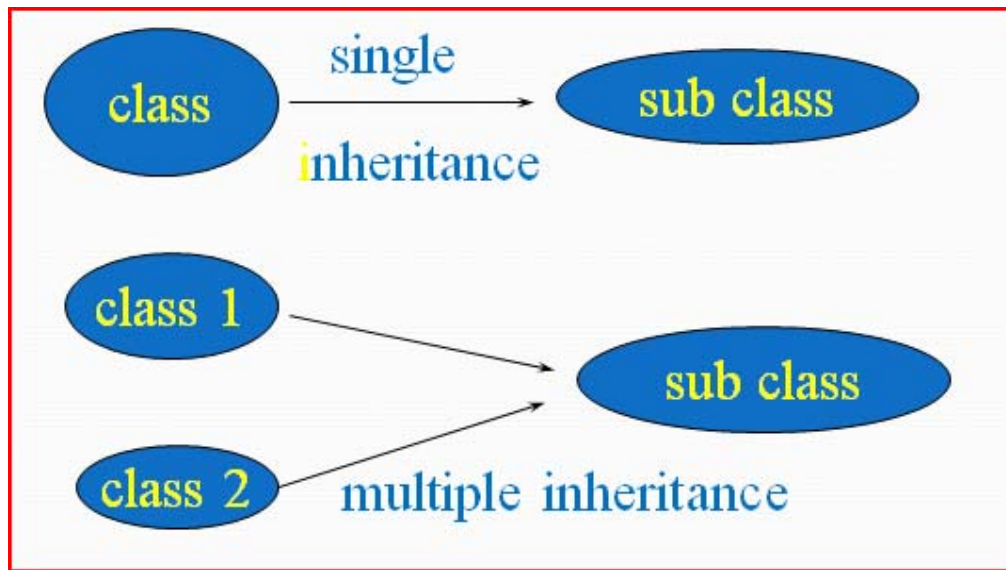 class
single
inheritance
sub class
class 1
class 2
sub class
multiple inheritance